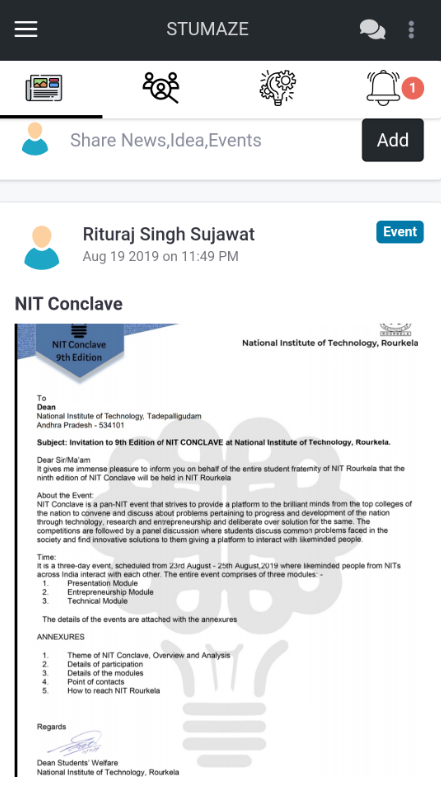 STUMAZE
1
Share News,Idea,Events
Add
Rituraj Singh Sujawat
Event
Aug 19 2019 on 11:49 PM
NIT Conclave
NIT Conclave
9th Edition
National Institute of Technology, Rourkela
To
Dean
National Institute of Technology, Tadepalligudam
Andhra Pradesh - 534101
Subject: Invitation to 9th Edition of NIT CONCLAVE at National Institute of Technology, Rourkela.
Dear Sir/Ma'am
It gives me immense pleasure to inform you on behalf of the entire student fraternity of NIT Rourkela that the
ninth edition of NIT Conclave will be held in NIT Rourkela
About the Event:
NIT Conclave is a pan-NIT event that strives to provide a platform to the brilliant minds from the top colleges of
the nation to convene and discuss about problems pertaining to progress and development of the nation
through technology, research and entrepreneurship and deliberate over solution for the same. The
competitions are followed by a panel discussion where students discuss common problems faced in the
society and find innovative solutions to them giving a platform to interact with likeminded people.
Time:
It is a three-day event, scheduled from 23rd August - 25th August,2019 where likeminded people from NITs
across India interact with each other. The entire event comprises of three modules: -
1. Presentation Module
2. Entrepreneurship Module
3. Technical Module
The details of the events are attached with the annexures
ANNEXURES
1. Theme of NIT Conclave, Overview and Analysis
2. Details of participation
3. Details of the modules
4. Point of contacts
5. How to reach NIT Rourkela
Regards
Dean Students' Welfare
National Institute of Technology, Rourkela